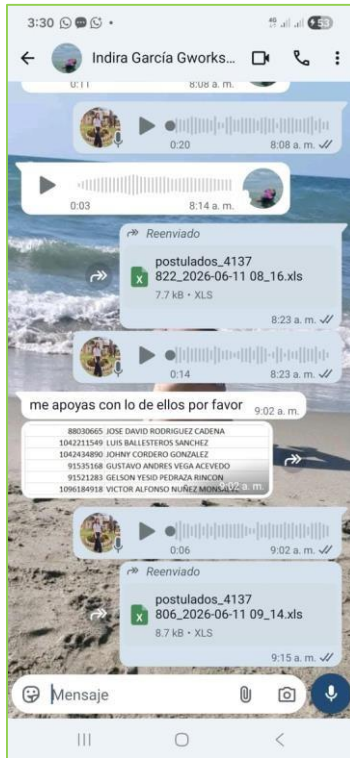 3:30
4G
53
Indira García Gworks...
0:11 8:08 a. m.
0:20 8:08 a. m.
0:03 8:14 a. m.
Reenviado
postulados_4137
822_2026-06-11 08_16.xls
7.7 kB • XLS
8:23 a. m.
0:14 8:23 a. m.
me apoyas con lo de ellos por favor 9:02 a. m.
88030665 JOSE DAVID RODRIGUEZ CADENA
1042211549 LUIS BALLESTEROS SANCHEZ
1042434890 JOHNY CORDERO GONZALEZ
91535168 GUSTAVO ANDRES VEGA ACEVEDO
91521283 GELSON YESID PEDRAZA RINCON
1096184918 VICTOR ALFONSO NUÑEZ
9:02 a. m.
0:06 9:02 a. m.
Reenviado
postulados_4137
806_2026-06-11 09_14.xls
8.7 kB • XLS
9:15 a. m.
Mensaje